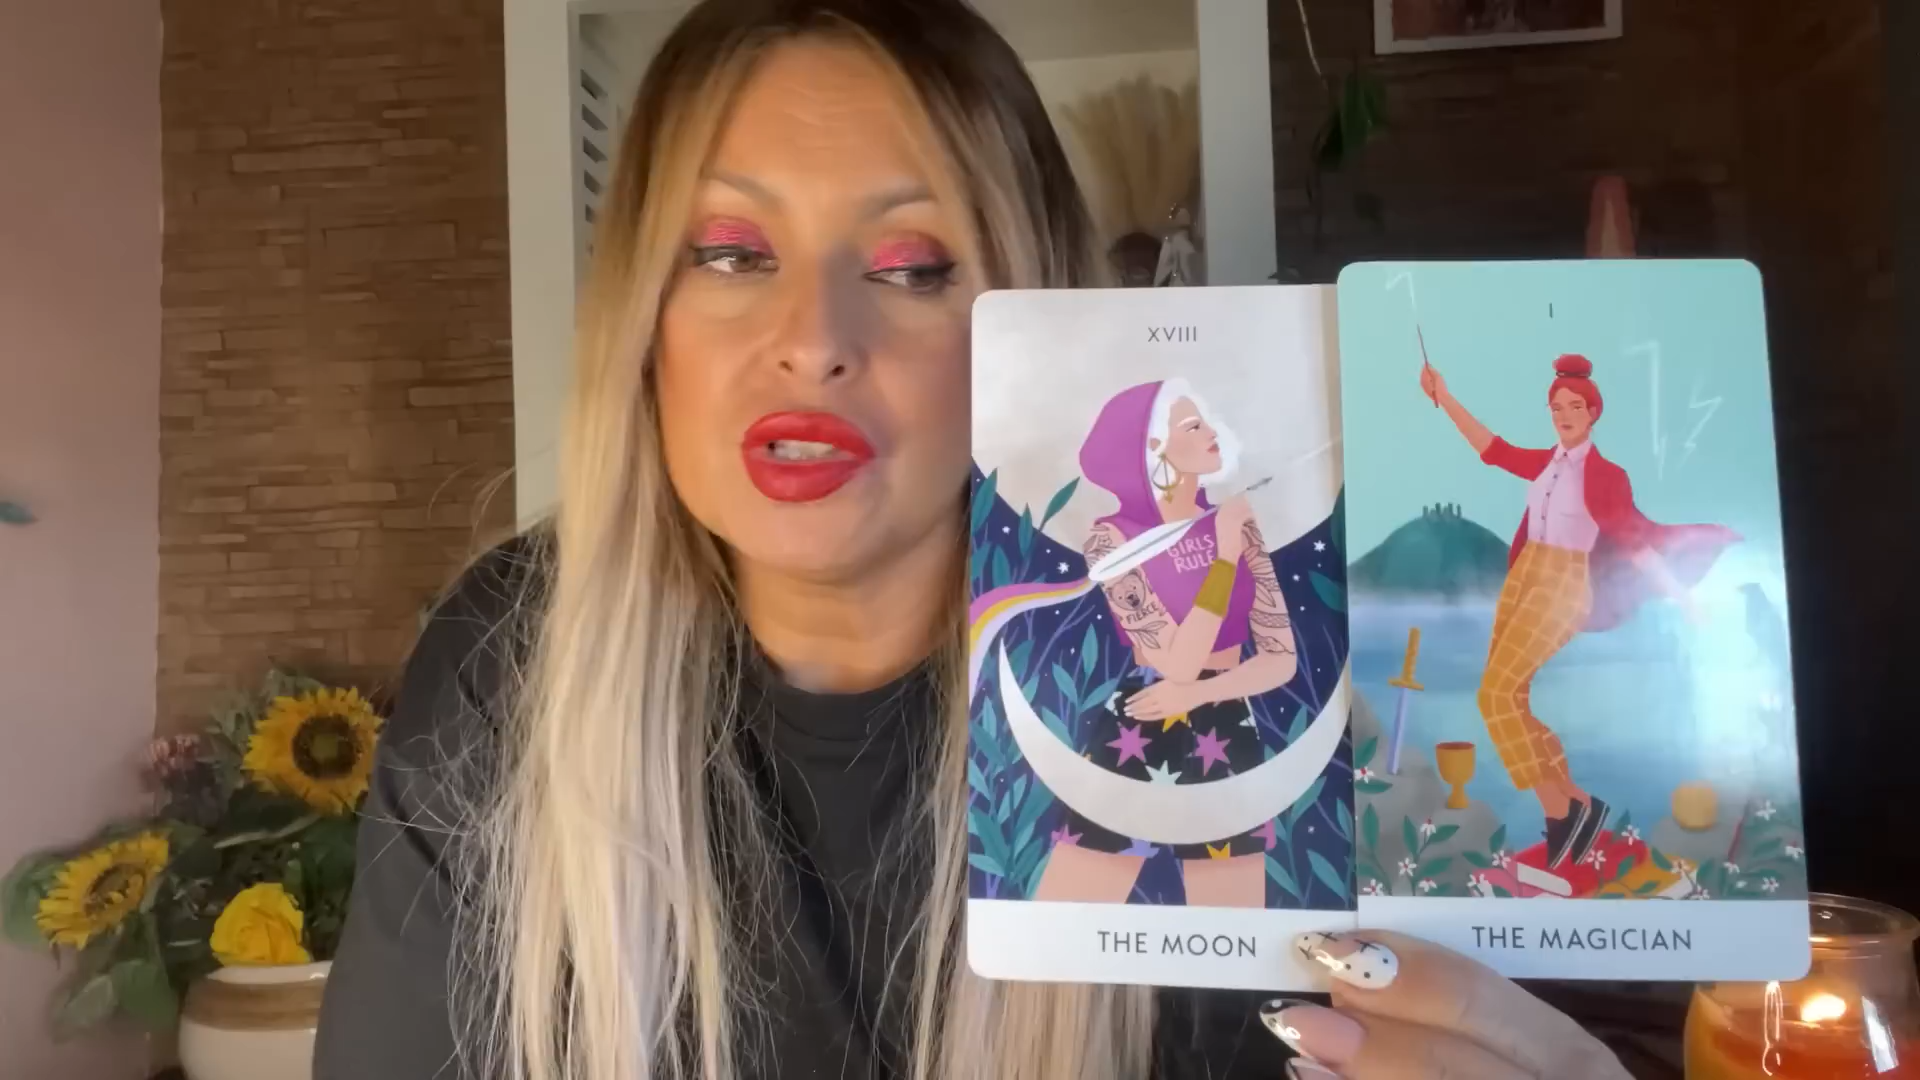 XVIII
GIRLS
RULE
FIERCE
THE MOON
I
THE MAGICIAN